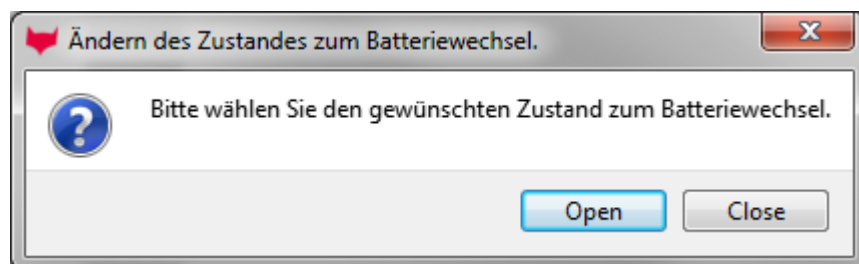 Ändern des Zustandes zum Batteriewechsel.
Bitte wählen Sie den gewünschten Zustand zum Batteriewechsel.
Open
Close